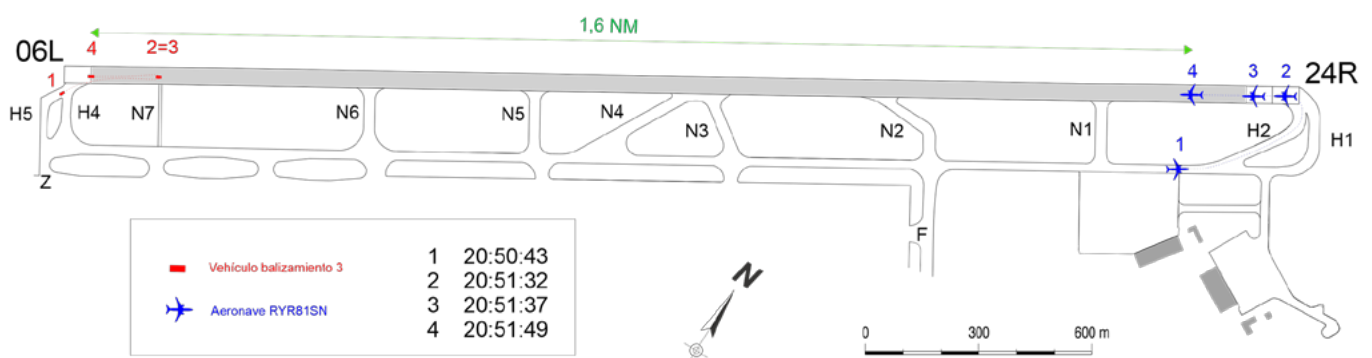 1,6 NM
06L
4
2=3
4
3
2
24R
1
H5
H4
N7
N6
N5
N4
N3
N2
N1
H2
H1
1
Z
F
Vehículo balizamiento 3
Aeronave RYR81SN
1 20:50:43
2 20:51:32
3 20:51:37
4 20:51:49
N
0 300 600 m